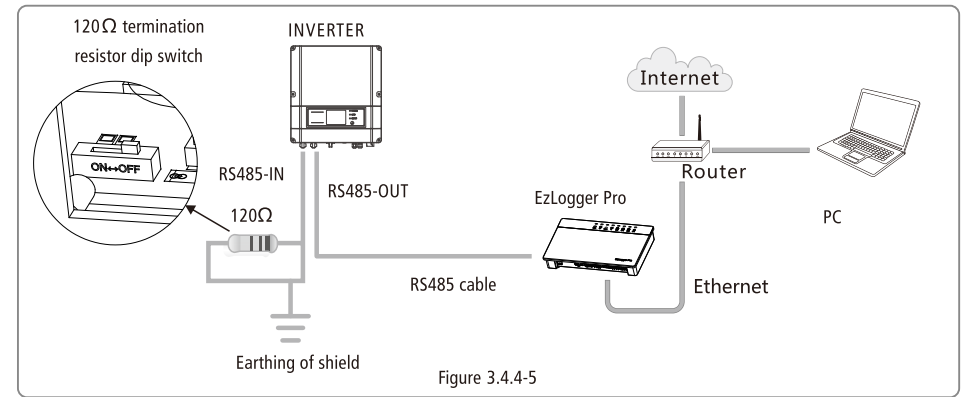 120Ω termination
resistor dip switch
INVERTER
Internet
ON↔OFF
RS485-IN
RS485-OUT
Router
EzLogger Pro
120Ω
PC
RS485 cable
Ethernet
Earthing of shield
Figure 3.4.4-5